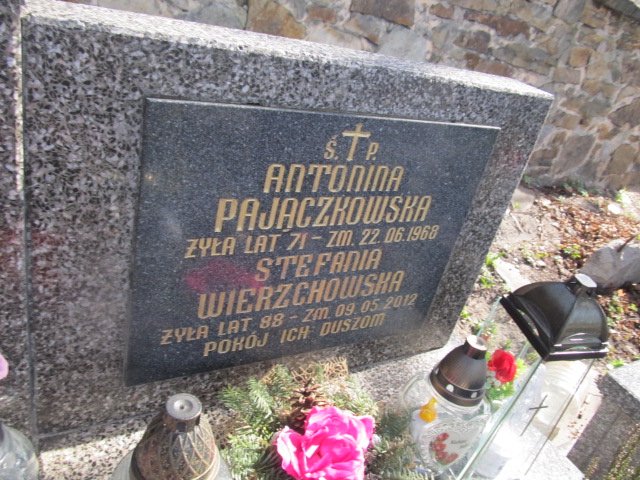 Ś. P.
ANTONINA
PAJĄCZKOWSKA
ŻYŁA LAT 71 - ZM. 22.06.1968
STEFANIA
WIERZCHOWSKA
ŻYŁA LAT 88 - ZM. 09.05.2012
POKÓJ ICH DUSZOM